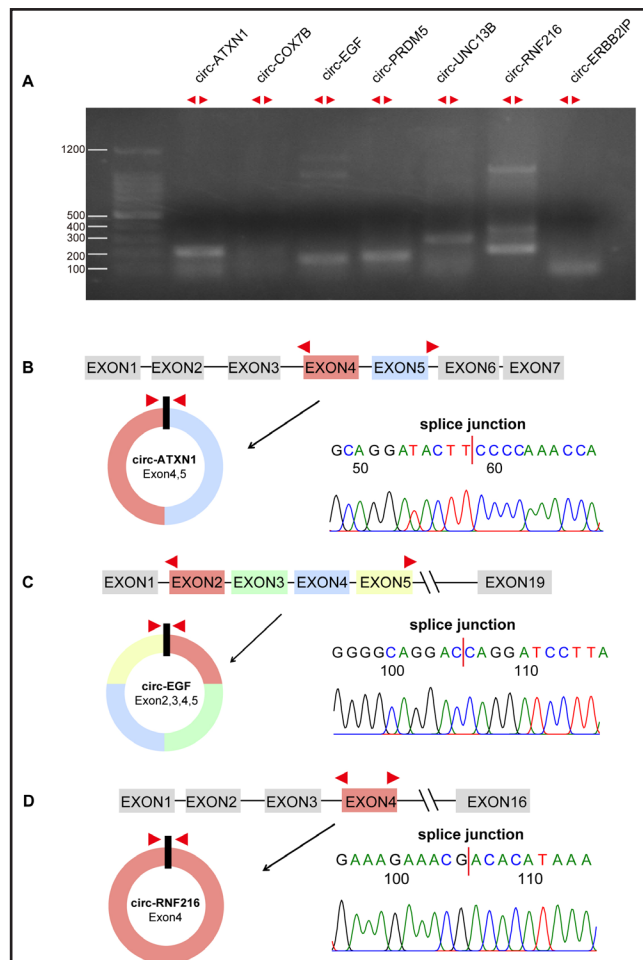 circ-ATXN1
circ-COX7B
circ-EGF
circ-PRDM5
circ-UNC13B
circ-RNF216
circ-ERBB2IP
A
1200
500
400
300
200
100
B
EXON1 EXON2 EXON3 EXON4 EXON5 EXON6 EXON7
circ-ATXN1
Exon4,5
splice junction
GCAGGATACTTCCCCAAACCA
50 60
C
EXON1 EXON2 EXON3 EXON4 EXON5 EXON19
circ-EGF
Exon2,3,4,5
splice junction
GGGGCAGGACCAGGATCCTTA
100 110
D
EXON1 EXON2 EXON3 EXON4 EXON16
circ-RNF216
Exon4
splice junction
GAAAGAAACGACACATAAA
100 110